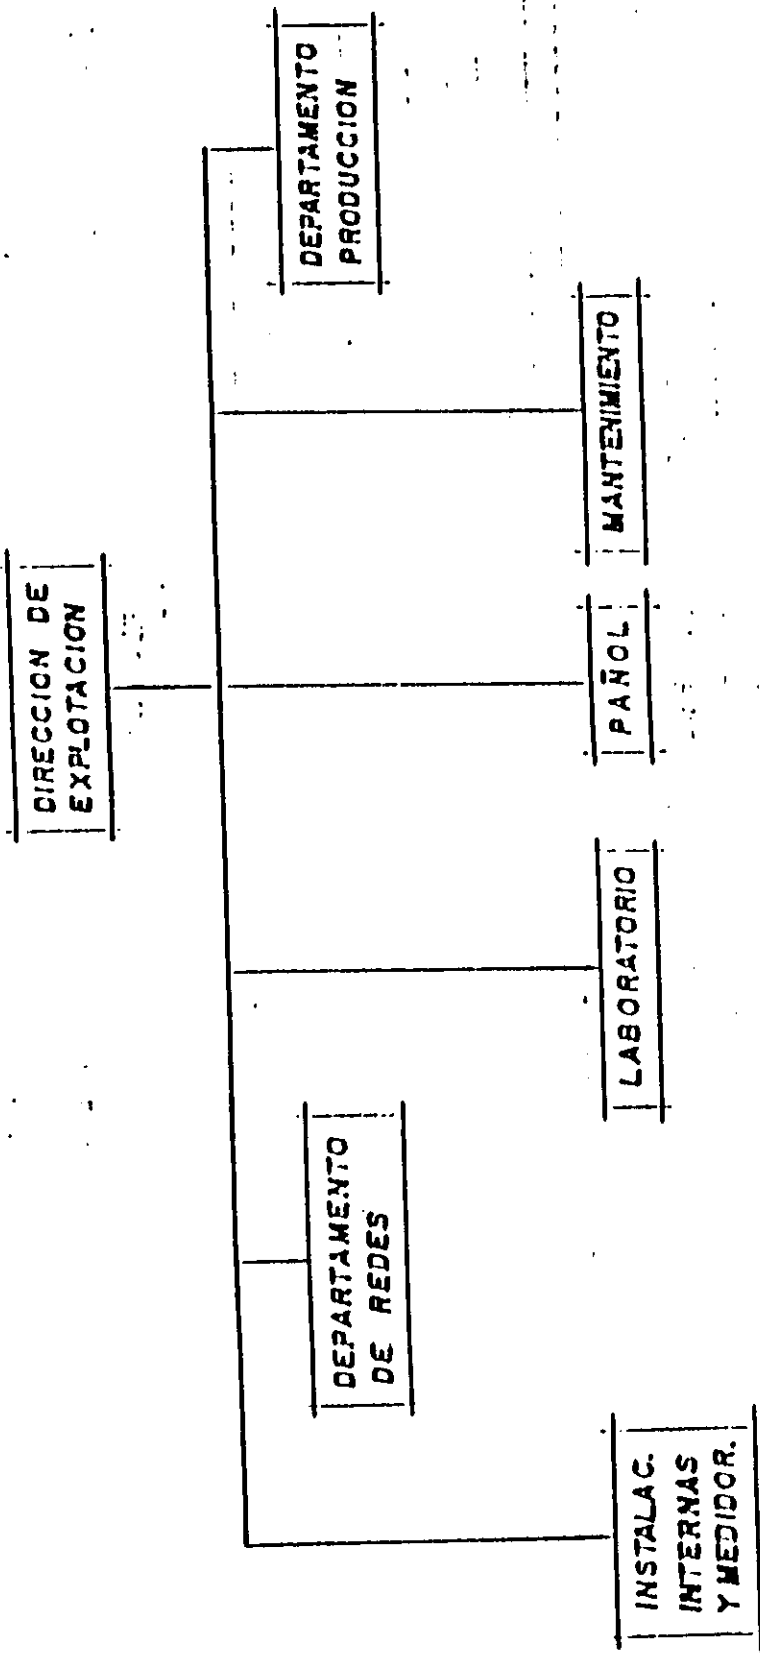 DIRECCION DE
EXPLOTACION
DEPARTAMENTO
DE REDES
DEPARTAMENTO
PRODUCCION
INSTALAC.
INTERNAS
Y MEDIDOR.
LABORATORIO
PAÑOL
MANTENIMIENTO